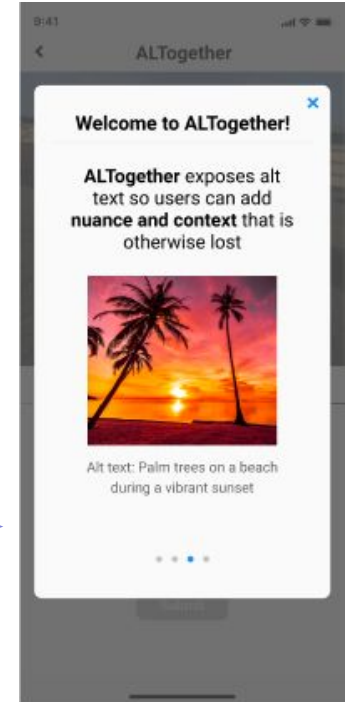 9:41
ALTogether
Welcome to ALTogether!
ALTogether exposes alt
text so users can add
nuance and context that is
otherwise lost
Alt text: Palm trees on a beach
during a vibrant sunset